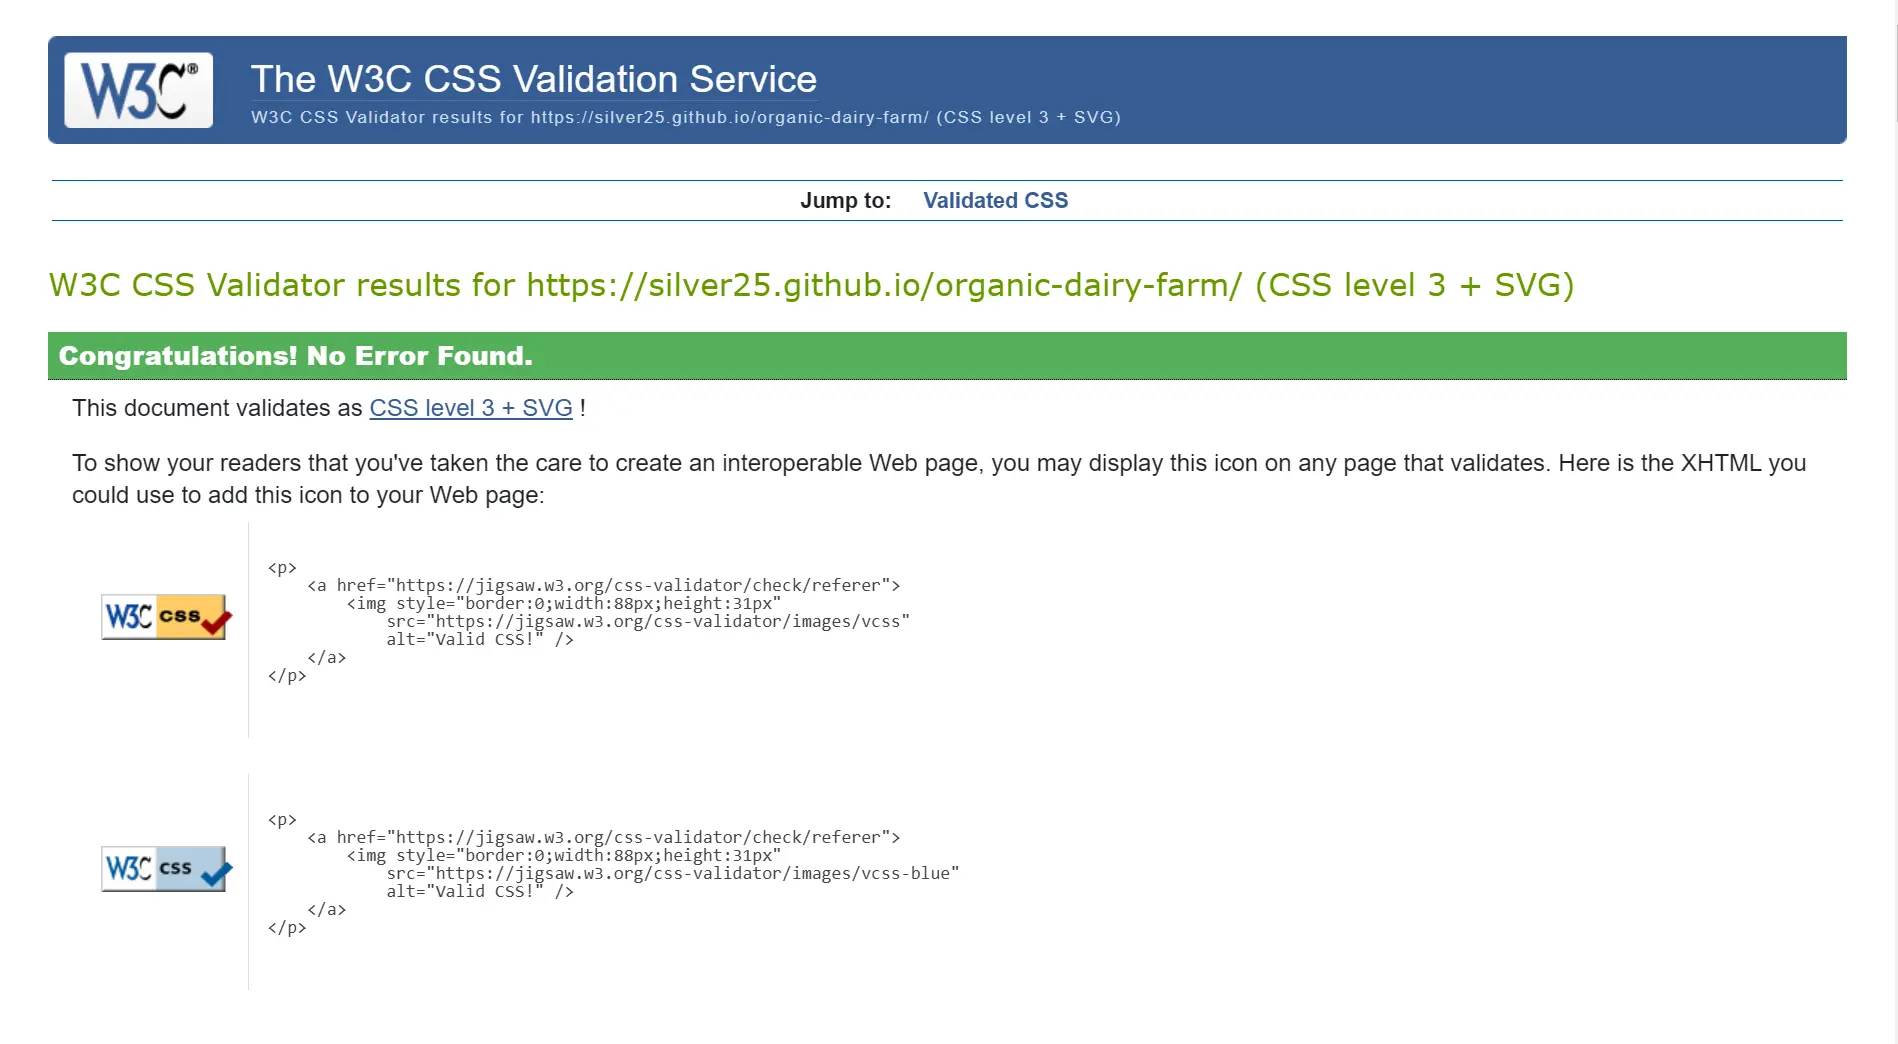 W3C®
The W3C CSS Validation Service
W3C CSS Validator results for https://silver25.github.io/organic-dairy-farm/ (CSS level 3 + SVG)
Jump to: Validated CSS
W3C CSS Validator results for https://silver25.github.io/organic-dairy-farm/ (CSS level 3 + SVG)
Congratulations! No Error Found.
This document validates as CSS level 3 + SVG !
To show your readers that you've taken the care to create an interoperable Web page, you may display this icon on any page that validates. Here is the XHTML you
could use to add this icon to your Web page:
W3C css
<p>
    <a href="https://jigsaw.w3.org/css-validator/check/referer">
        <img style="border:0;width:88px;height:31px"
            src="https://jigsaw.w3.org/css-validator/images/vcss"
            alt="Valid CSS!" />
    </a>
</p>
W3C css
<p>
    <a href="https://jigsaw.w3.org/css-validator/check/referer">
        <img style="border:0;width:88px;height:31px"
            src="https://jigsaw.w3.org/css-validator/images/vcss-blue"
            alt="Valid CSS!" />
    </a>
</p>